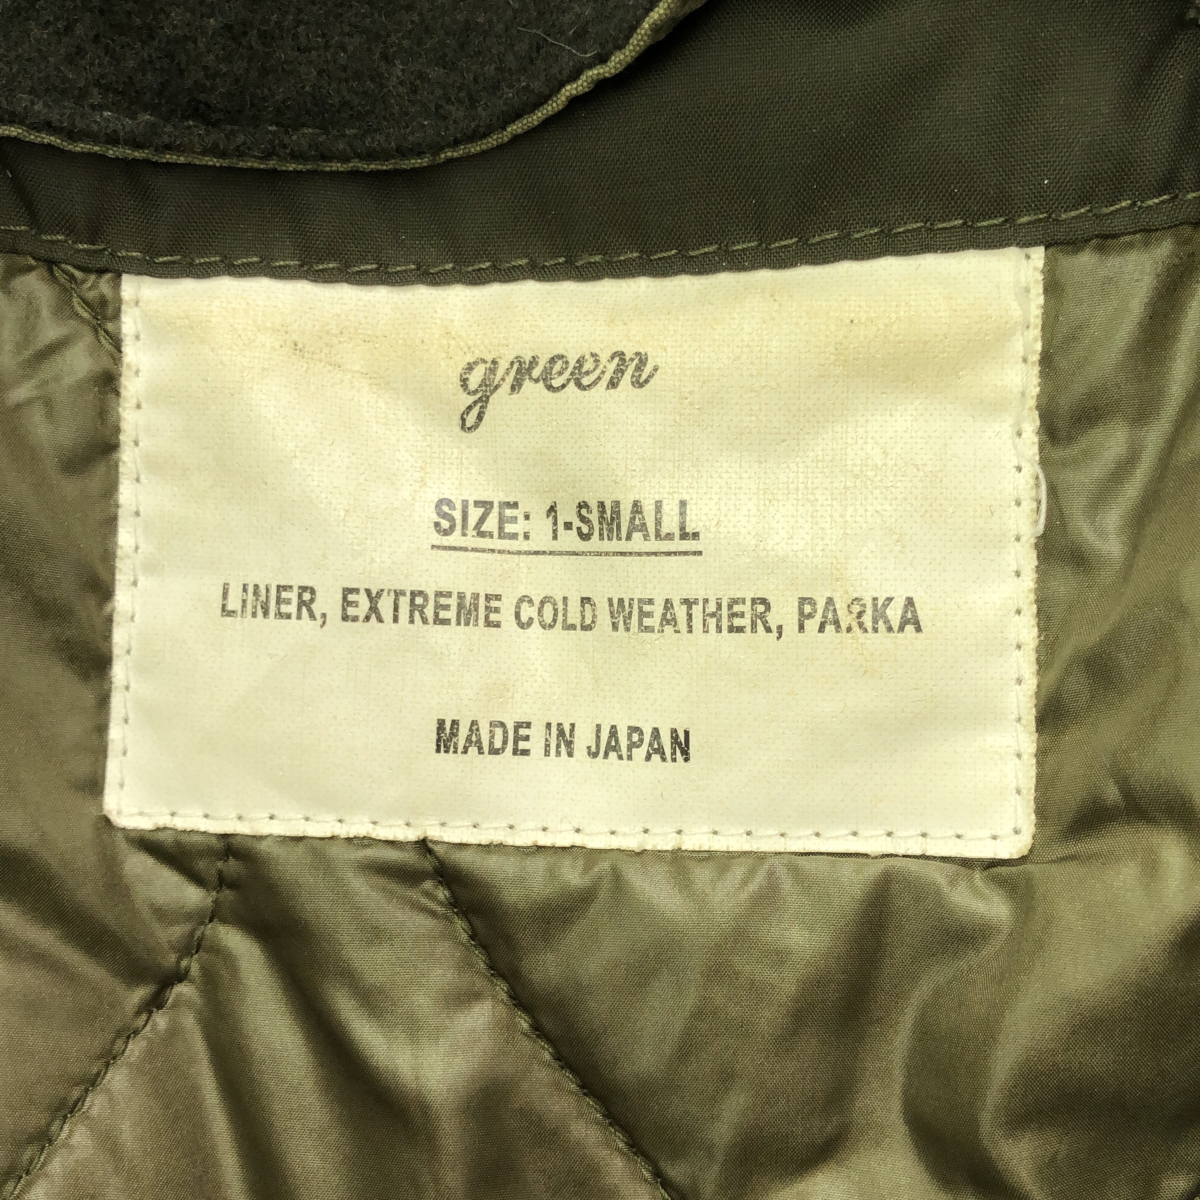 green
SIZE: 1-SMALL
LINER, EXTREME COLD WEATHER, PARKA
MADE IN JAPAN